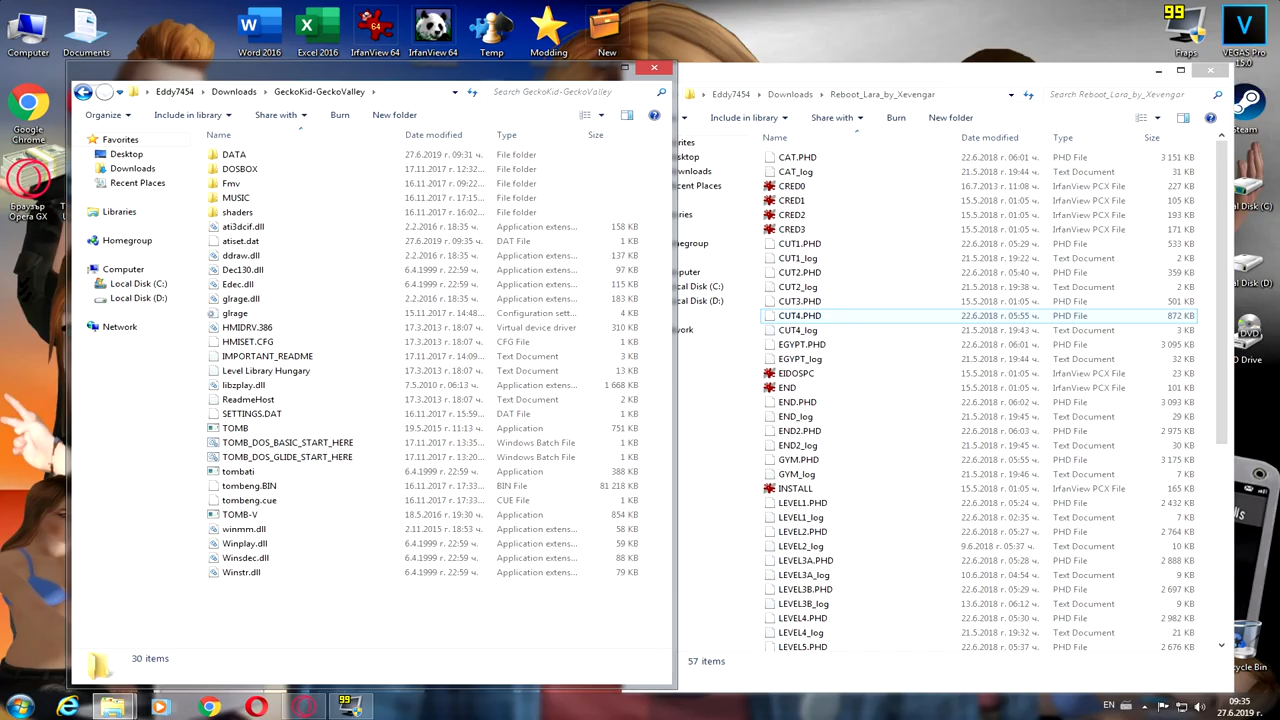 Computer
Documents
Word 2016
Excel 2016
64
IrfanView 64
IrfanView 64
Temp
Modding
New
99
Fraps
V
VEGAS Pro
15.0
Google
Chrome
Браузър
Opera GX
Steam
Eddy7454 Downloads GeckoKid-GeckoValley
Search GeckoKid-GeckoValley
Organize Include in library Share with Burn New folder
Favorites
Desktop
Downloads
Recent Places
Libraries
Homegroup
Computer
Local Disk (C:)
Local Disk (D:)
Network
Name Date modified Type Size
DATA 27.6.2019 г. 09:31 ч. File folder
DOSBOX 17.11.2017 г. 12:32... File folder
Fmv 16.11.2017 г. 09:22... File folder
MUSIC 16.11.2017 г. 17:15... File folder
shaders 16.11.2017 г. 16:02... File folder
ati3dcif.dll 2.2.2016 г. 18:35 ч. Application extens... 158 KB
atiset.dat 27.6.2019 г. 09:35 ч. DAT File 1 KB
ddraw.dll 2.2.2016 г. 18:35 ч. Application extens... 137 KB
Dec130.dll 6.4.1999 г. 22:59 ч. Application extens... 97 KB
Edec.dll 6.4.1999 г. 22:59 ч. Application extens... 115 KB
glrage.dll 2.2.2016 г. 18:35 ч. Application extens... 183 KB
glrage 15.11.2017 г. 14:48... Configuration sett... 4 KB
HMIDRV.386 17.3.2013 г. 18:07 ч. Virtual device driver 310 KB
HMISET.CFG 17.3.2013 г. 18:07 ч. CFG File 1 KB
IMPORTANT_README 17.11.2017 г. 14:09... Text Document 3 KB
Level Library Hungary 17.3.2013 г. 18:07 ч. Text Document 13 KB
libzplay.dll 7.5.2010 г. 06:13 ч. Application extens... 1 668 KB
ReadmeHost 17.3.2013 г. 18:07 ч. Text Document 2 KB
SETTINGS.DAT 16.11.2017 г. 15:59... DAT File 1 KB
TOMB 19.5.2015 г. 11:13 ч. Application 751 KB
TOMB_DOS_BASIC_START_HERE 17.11.2017 г. 13:35... Windows Batch File 1 KB
TOMB_DOS_GLIDE_START_HERE 17.11.2017 г. 13:20... Windows Batch File 1 KB
tombati 6.4.1999 г. 22:59 ч. Application 388 KB
tombeng.BIN 16.11.2017 г. 17:33... BIN File 81 218 KB
tombeng.cue 16.11.2017 г. 17:33... CUE File 1 KB
TOMB-V 18.5.2016 г. 19:30 ч. Application 854 KB
winmm.dll 2.11.2015 г. 18:53 ч. Application extens... 58 KB
Winplay.dll 6.4.1999 г. 22:59 ч. Application extens... 59 KB
Winsdec.dll 6.4.1999 г. 22:59 ч. Application extens... 88 KB
Winstr.dll 6.4.1999 г. 22:59 ч. Application extens... 79 KB
30 items
Eddy7454 Downloads Reboot_Lara_by_Xevengar
Search Reboot_Lara_by_Xevengar
Include in library Share with Burn New folder
rites
sktop
wnloads
cent Places
ries
egroup
puter
cal Disk (C:)
cal Disk (D:)
work
Name Date modified Type Size
CAT.PHD 22.6.2018 г. 06:01 ч. PHD File 3 151 KB
CAT_log 21.5.2018 г. 19:44 ч. Text Document 31 KB
CRED0 16.7.2013 г. 11:08 ч. IrfanView PCX File 227 KB
CRED1 15.5.2018 г. 01:05 ч. IrfanView PCX File 105 KB
CRED2 15.5.2018 г. 01:05 ч. IrfanView PCX File 193 KB
CRED3 15.5.2018 г. 01:05 ч. IrfanView PCX File 171 KB
CUT1.PHD 22.6.2018 г. 05:29 ч. PHD File 533 KB
CUT1_log 21.5.2018 г. 19:38 ч. Text Document 2 KB
CUT2.PHD 22.6.2018 г. 05:40 ч. PHD File 359 KB
CUT2_log 21.5.2018 г. 19:38 ч. Text Document 2 KB
CUT3.PHD 15.5.2018 г. 01:05 ч. PHD File 501 KB
CUT4.PHD 22.6.2018 г. 05:55 ч. PHD File 872 KB
CUT4_log 21.5.2018 г. 19:43 ч. Text Document 3 KB
EGYPT.PHD 22.6.2018 г. 06:01 ч. PHD File 3 095 KB
EGYPT_log 21.5.2018 г. 19:44 ч. Text Document 32 KB
EIDOSPC 15.5.2018 г. 01:05 ч. IrfanView PCX File 23 KB
END 15.5.2018 г. 01:05 ч. IrfanView PCX File 101 KB
END.PHD 22.6.2018 г. 06:02 ч. PHD File 3 093 KB
END_log 21.5.2018 г. 19:45 ч. Text Document 29 KB
END2.PHD 22.6.2018 г. 06:03 ч. PHD File 2 975 KB
END2_log 21.5.2018 г. 19:45 ч. Text Document 30 KB
GYM.PHD 22.6.2018 г. 05:23 ч. PHD File 3 175 KB
GYM_log 21.5.2018 г. 19:46 ч. Text Document 7 KB
INSTALL 15.5.2018 г. 01:05 ч. IrfanView PCX File 165 KB
LEVEL1.PHD 22.6.2018 г. 05:24 ч. PHD File 2 432 KB
LEVEL1_log 21.5.2018 г. 02:35 ч. Text Document 7 KB
LEVEL2.PHD 22.6.2018 г. 05:27 ч. PHD File 2 764 KB
LEVEL2_log 9.6.2018 г. 05:37 ч. Text Document 10 KB
LEVEL3A.PHD 22.6.2018 г. 05:28 ч. PHD File 2 888 KB
LEVEL3A_log 10.6.2018 г. 04:54 ч. Text Document 9 KB
LEVEL3B.PHD 22.6.2018 г. 05:29 ч. PHD File 2 697 KB
LEVEL3B_log 13.6.2018 г. 06:12 ч. Text Document 9 KB
LEVEL4.PHD 22.6.2018 г. 05:30 ч. PHD File 2 982 KB
LEVEL4_log 21.5.2018 г. 19:32 ч. Text Document 21 KB
LEVEL5.PHD 22.6.2018 г. 05:37 ч. PHD File 2 676 KB
57 items
l Disk (C:)
l Disk (D)
DVD
D Drive
cycle Bin
99
EN
09:35
27.6.2019 г.